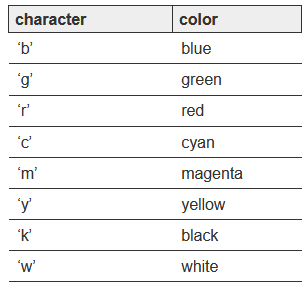 character color
‘b’ blue
‘g’ green
‘r’ red
‘c’ cyan
‘m’ magenta
‘y’ yellow
‘k’ black
‘w’ white